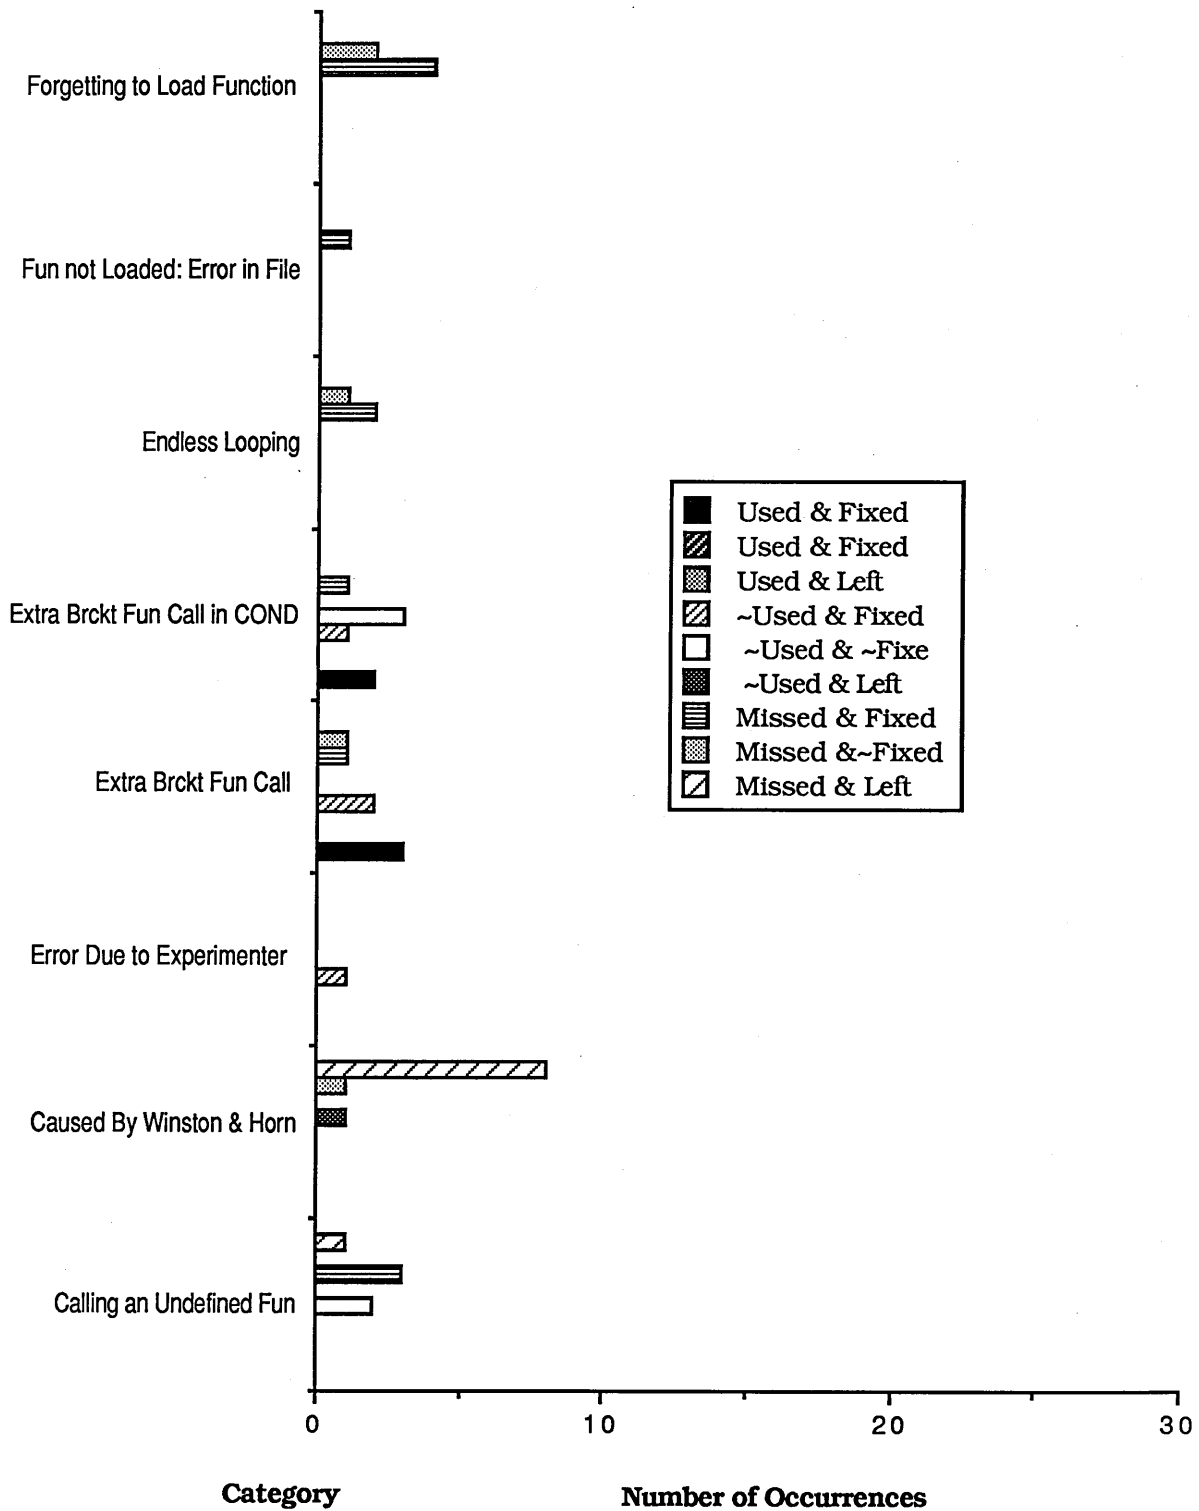 Forgetting to Load Function
Fun not Loaded: Error in File
Endless Looping
Extra Brckt Fun Call in COND
Extra Brckt Fun Call
Error Due to Experimenter
Caused By Winston & Horn
Calling an Undefined Fun
Used & Fixed
Used & Fixed
Used & Left
~Used & Fixed
~Used & ~Fixe
~Used & Left
Missed & Fixed
Missed &~Fixed
Missed & Left
0 10 20 30
Category Number of Occurrences